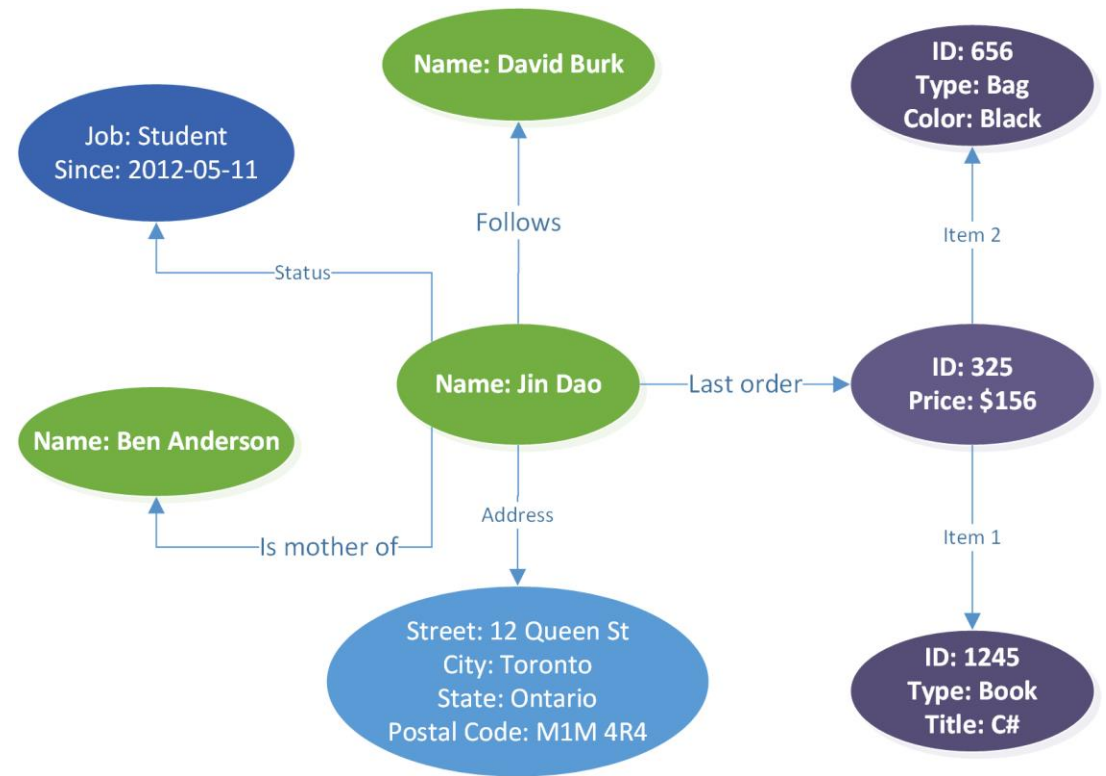 Name: David Burk
ID: 656
Type: Bag
Color: Black
Job: Student
Since: 2012-05-11
Follows
Item 2
Status
Name: Jin Dao
Last order
ID: 325
Price: $156
Name: Ben Anderson
Address
Item 1
Is mother of
Street: 12 Queen St
City: Toronto
State: Ontario
Postal Code: M1M 4R4
ID: 1245
Type: Book
Title: C#